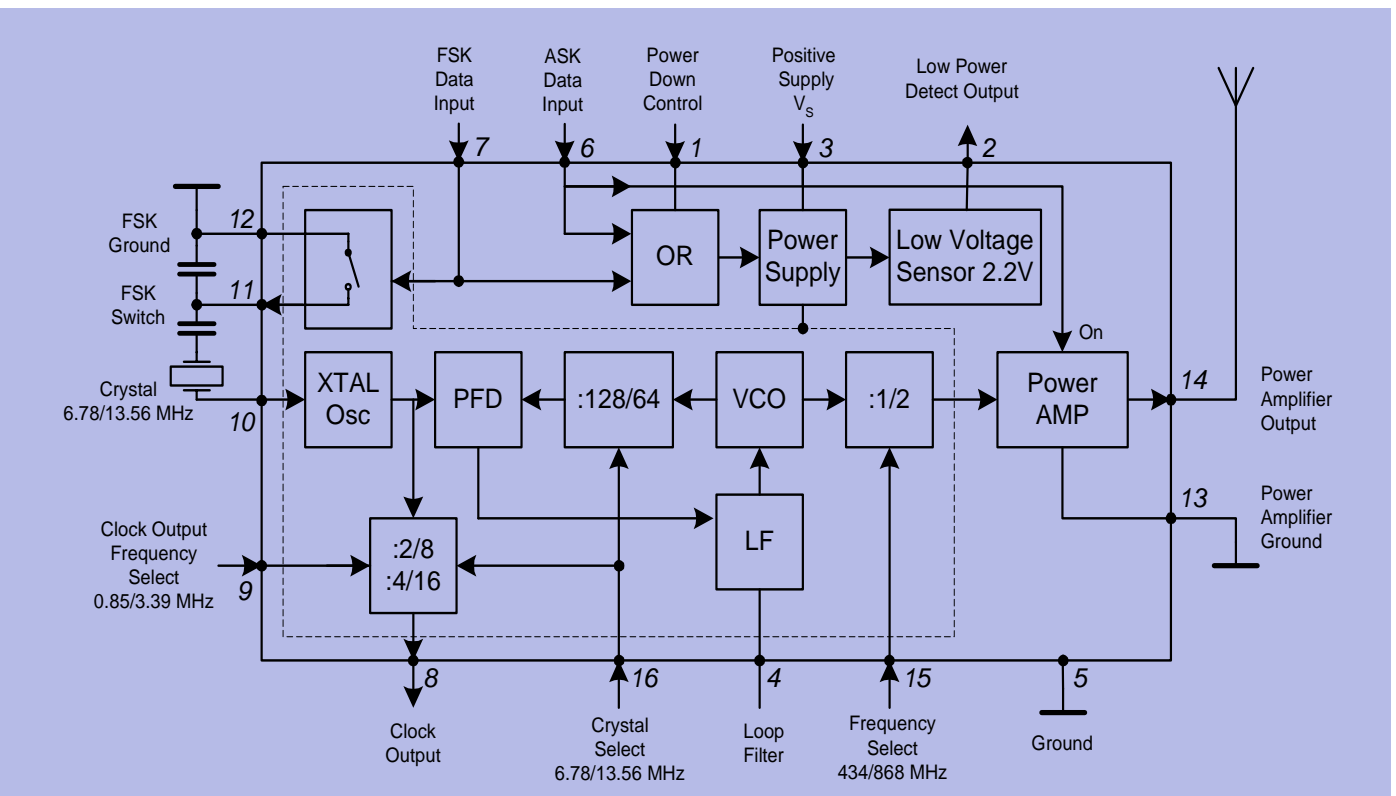 FSK
Data
Input
ASK
Data
Input
Power
Down
Control
Positive
Supply
VS
Low Power
Detect Output
7
6
1
3
2
FSK
Ground
12
FSK
Switch
11
OR
Power
Supply
Low Voltage
Sensor 2.2V
On
Crystal
6.78/13.56 MHz
10
XTAL
Osc
PFD
:128/64
VCO
:1/2
Power
AMP
14
Power
Amplifier
Output
13
Power
Amplifier
Ground
Clock Output
Frequency
Select
0.85/3.39 MHz
9
:2/8
:4/16
LF
8
16
4
15
5
Clock
Output
Crystal
Select
6.78/13.56 MHz
Loop
Filter
Frequency
Select
434/868 MHz
Ground